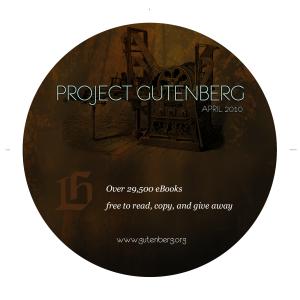 PROJECT GUTENBERG
APRIL 2010
Over 29,500 eBooks
free to read, copy, and give away
www.gutenberg.org